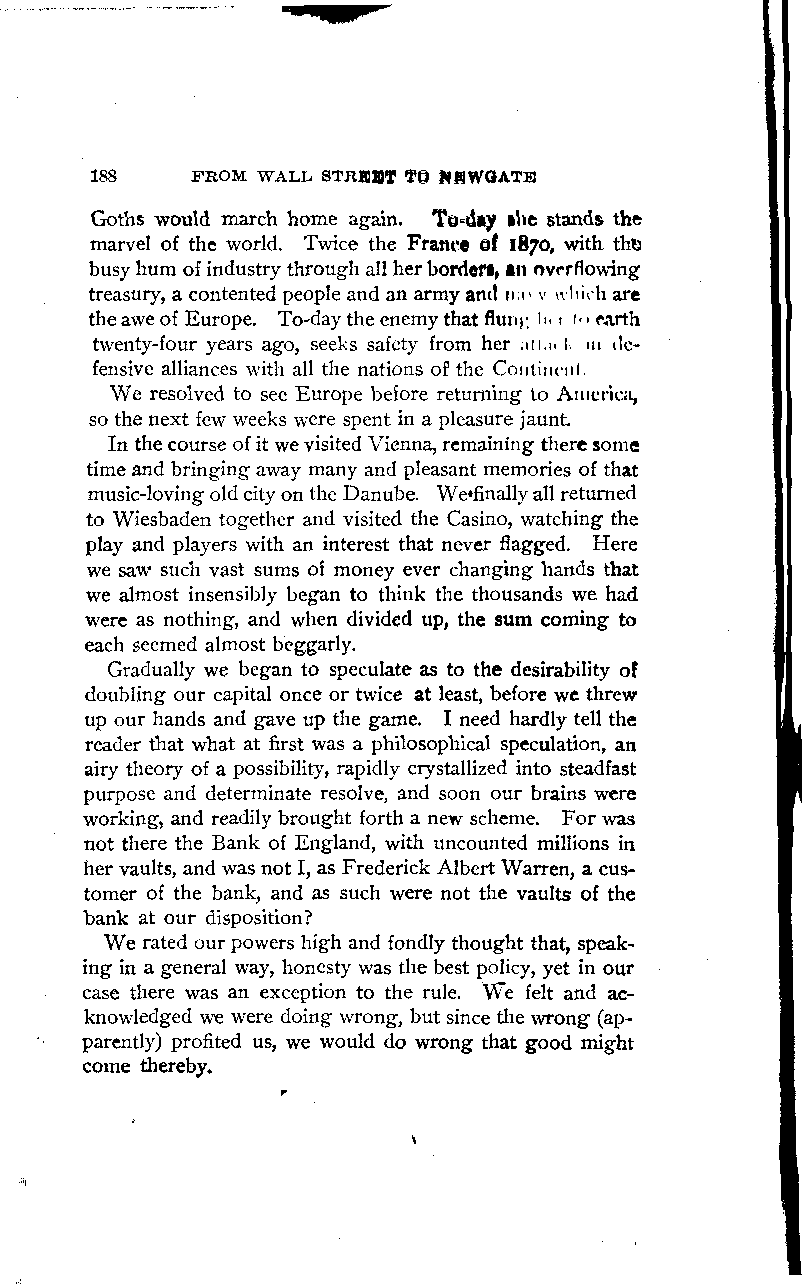 188 FROM WALL STREET TO NEWGATE
Goths would march home again. To-day she stands the
marvel of the world. Twice the France of 1870, with the
busy hum of industry through all her borders, an overflowing
treasury, a contented people and an army and navy which are
the awe of Europe. To-day the enemy that flung her to earth
twenty-four years ago, seeks safety from her attack in de-
fensive alliances with all the nations of the Continent.
We resolved to see Europe before returning to America,
so the next few weeks were spent in a pleasure jaunt.
In the course of it we visited Vienna, remaining there some
time and bringing away many and pleasant memories of that
music-loving old city on the Danube. We finally all returned
to Wiesbaden together and visited the Casino, watching the
play and players with an interest that never flagged. Here
we saw such vast sums of money ever changing hands that
we almost insensibly began to think the thousands we had
were as nothing, and when divided up, the sum coming to
each seemed almost beggarly.
Gradually we began to speculate as to the desirability of
doubling our capital once or twice at least, before we threw
up our hands and gave up the game. I need hardly tell the
reader that what at first was a philosophical speculation, an
airy theory of a possibility, rapidly crystallized into steadfast
purpose and determinate resolve, and soon our brains were
working, and readily brought forth a new scheme. For was
not there the Bank of England, with uncounted millions in
her vaults, and was not I, as Frederick Albert Warren, a cus-
tomer of the bank, and as such were not the vaults of the
bank at our disposition?
We rated our powers high and fondly thought that, speak-
ing in a general way, honesty was the best policy, yet in our
case there was an exception to the rule. We felt and ac-
knowledged we were doing wrong, but since the wrong (ap-
parently) profited us, we would do wrong that good might
come thereby.